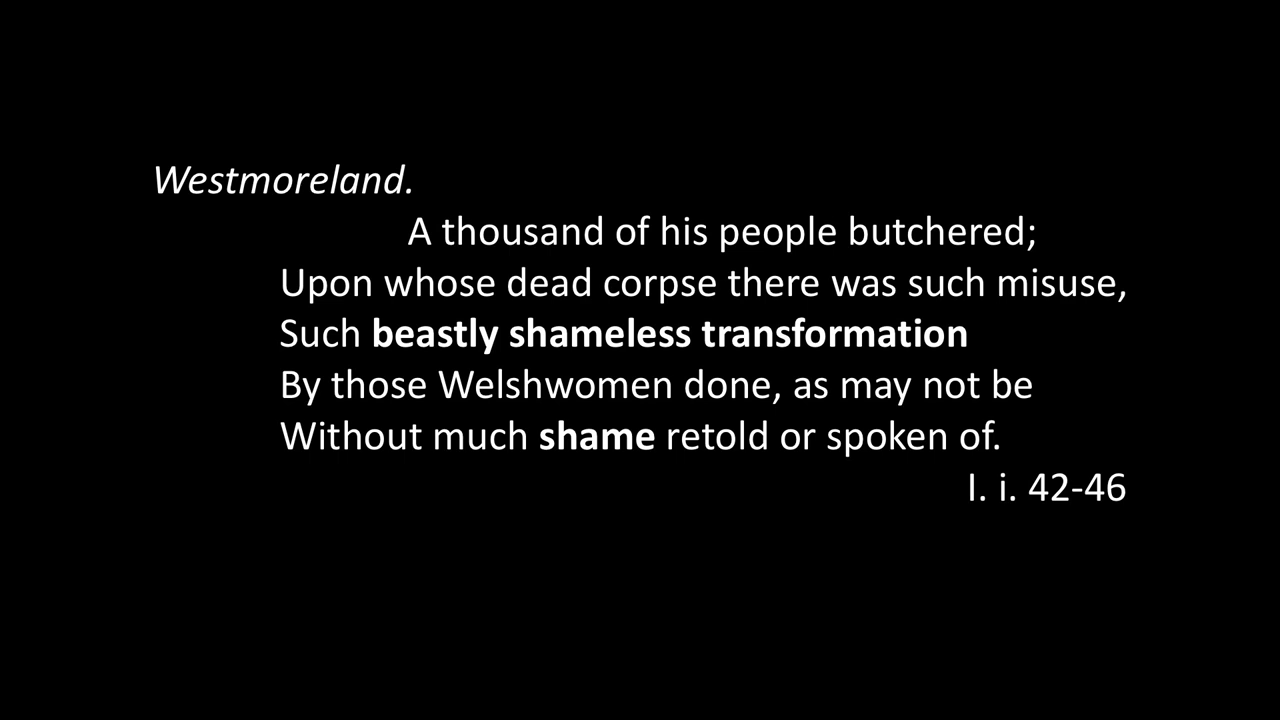 Westmoreland.
A thousand of his people butchered;
Upon whose dead corpse there was such misuse,
Such beastly shameless transformation
By those Welshwomen done, as may not be
Without much shame retold or spoken of.
I. i. 42-46